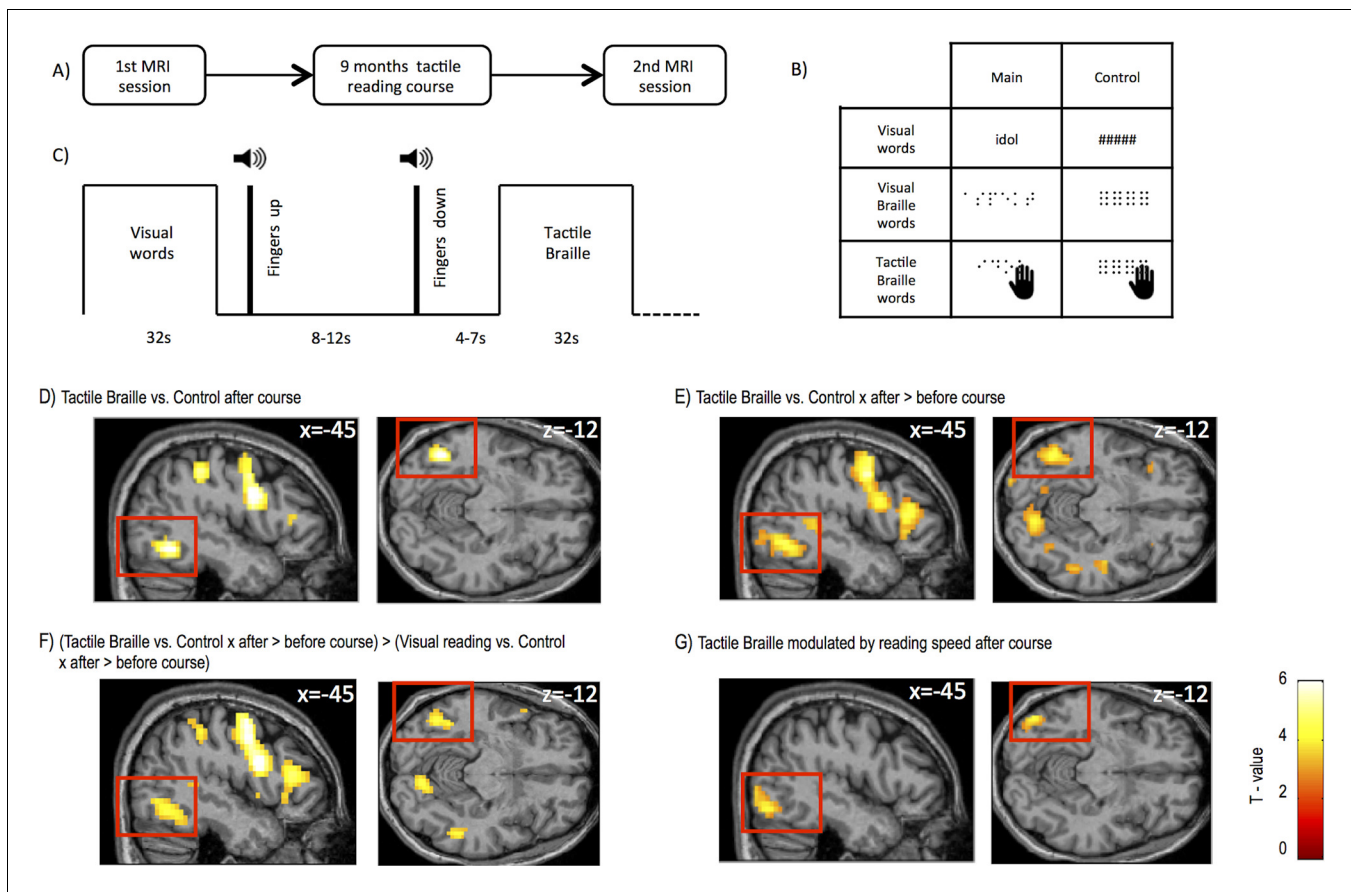 A)
1st MRI
session
9 months tactile
reading course
2nd MRI
session
B)
Main
Control
Visual
words
idol
#####
Visual
Braille
words
Tactile
Braille
words
C)
Visual
words
Fingers up
Fingers down
Tactile
Braille
32s
8-12s
4-7s
32s
D) Tactile Braille vs. Control after course
x=-45
z=-12
E) Tactile Braille vs. Control x after > before course
x=-45
z=-12
F) (Tactile Braille vs. Control x after > before course) > (Visual reading vs. Control
x after > before course)
x=-45
z=-12
G) Tactile Braille modulated by reading speed after course
x=-45
z=-12
T - value
6
4
2
0